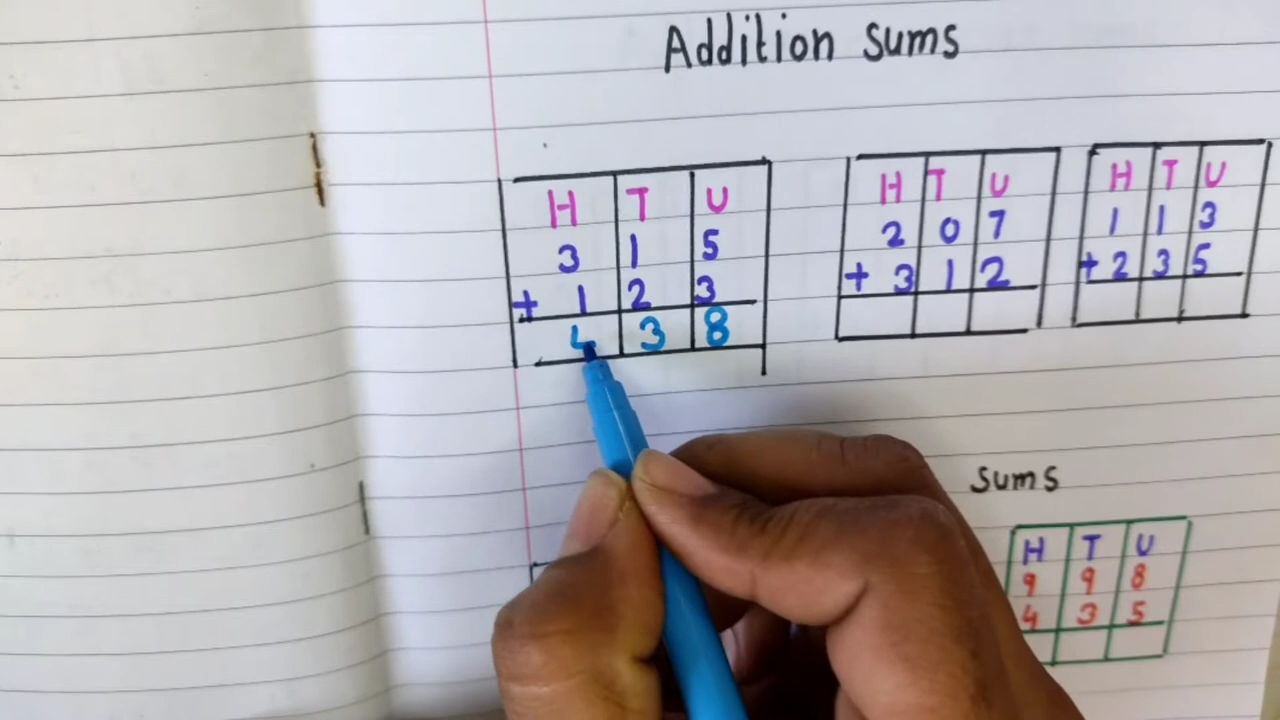 Addition sums
H T U
3 1 5
+ 1 2 3
4 3 8
H T U
2 0 7
+ 3 1 2
H T U
1 1 3
+ 2 3 5
sums
H T U
9 9 8
4 3 5